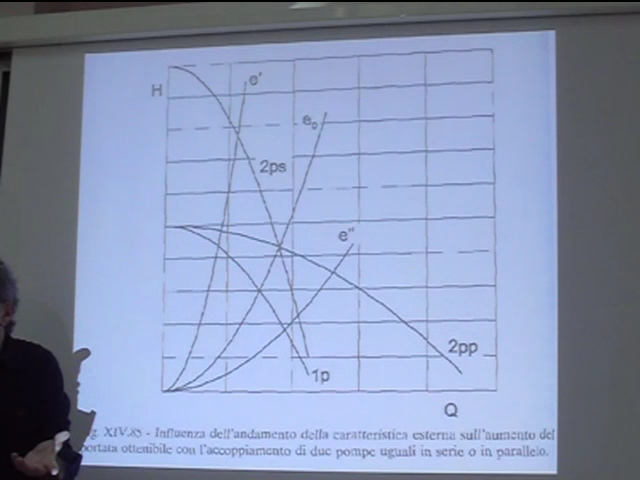 H
e'
e₀
2ps
e"
2pp
1p
Q
g. XIV.85 - Influenza dell'andamento della caratteristica esterna sull'aumento del
portata ottenibile con l'accoppiamento di due pompe uguali in serie o in parallelo.